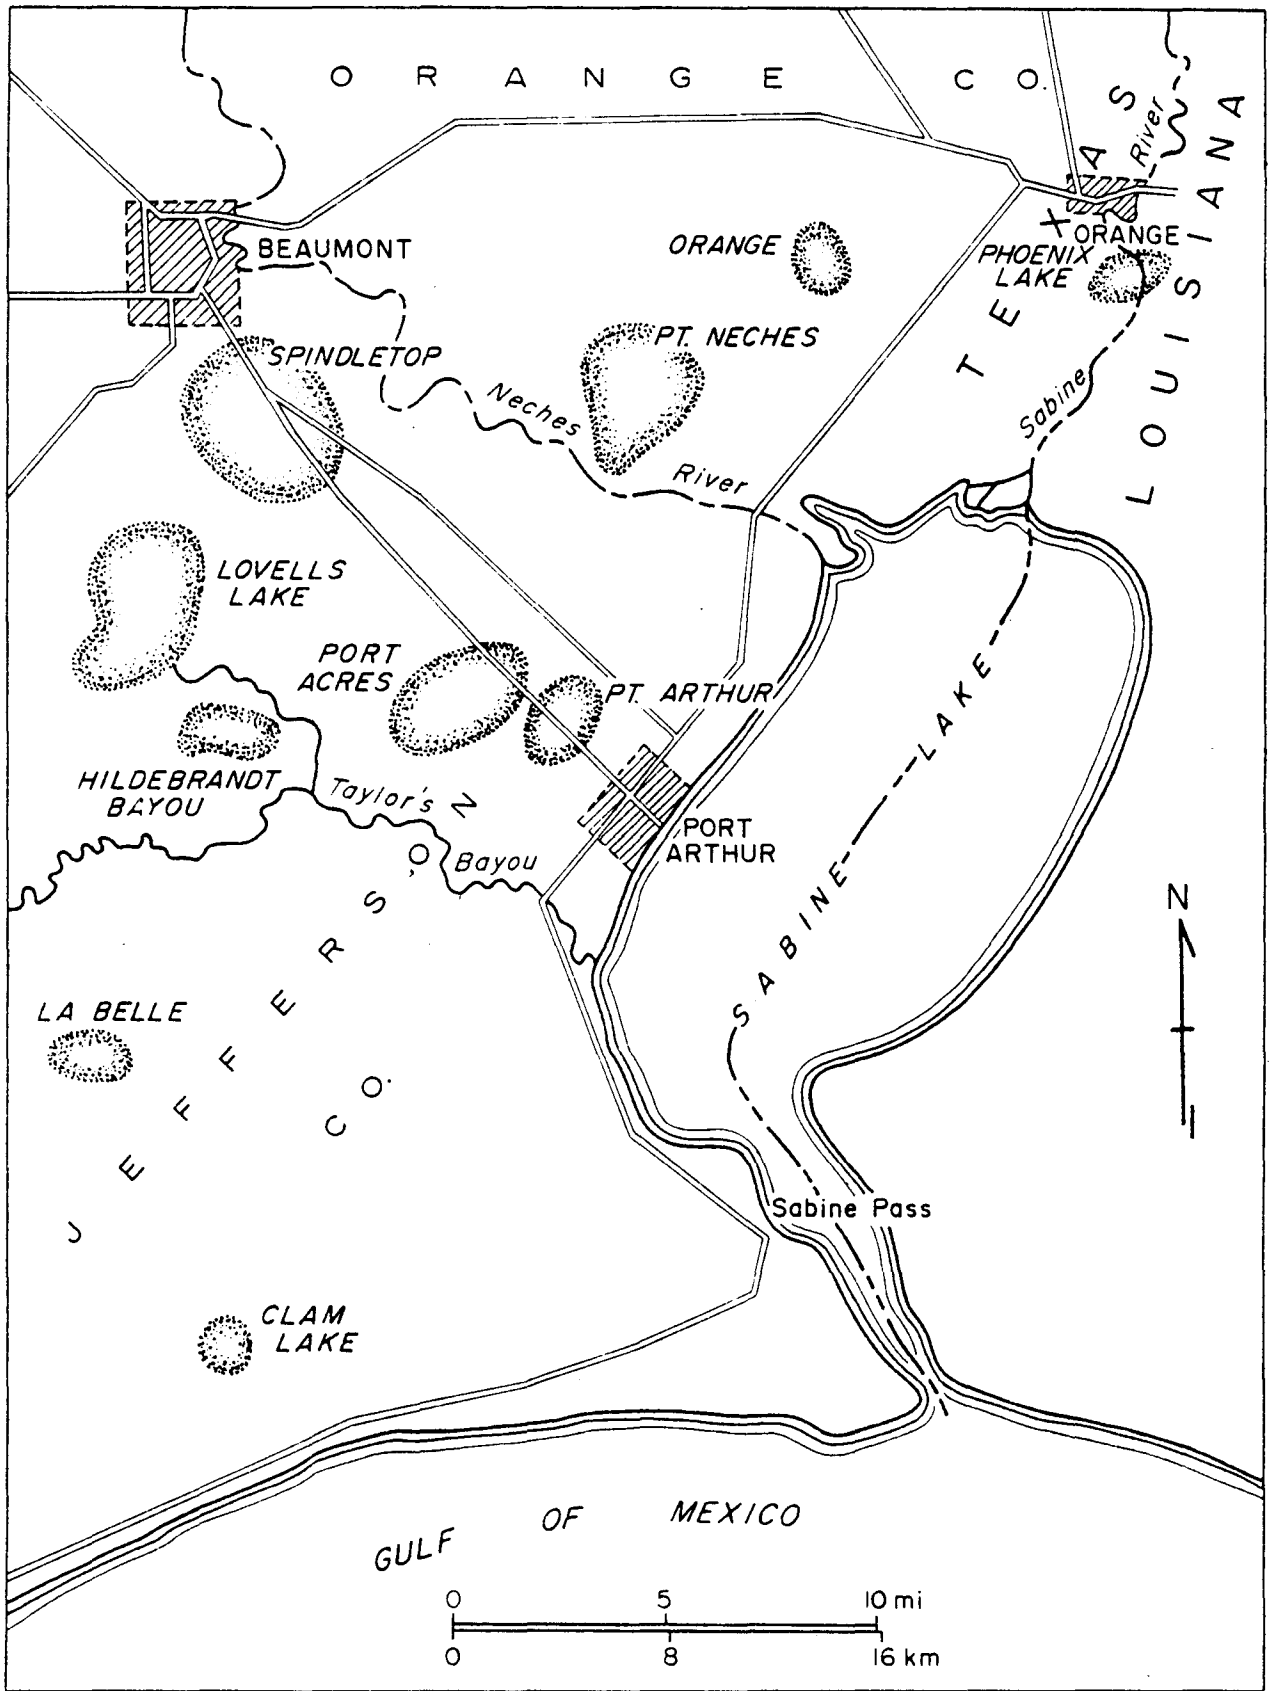 ORANGE CO.
TEXAS
River
LOUISIANA
BEAUMONT
ORANGE
ORANGE
PHOENIX
LAKE
SPINDLETOP
PT. NECHES
Neches
River
Sabine
LOVELLS
LAKE
PORT
ACRES
PT. ARTHUR
HILDEBRANDT
BAYOU
Taylor's
Bayou
PORT
ARTHUR
SABINE LAKE
N
JEFFERSON
CO.
LA BELLE
Sabine Pass
CLAM
LAKE
GULF OF MEXICO
0 5 10 mi
0 8 16 km